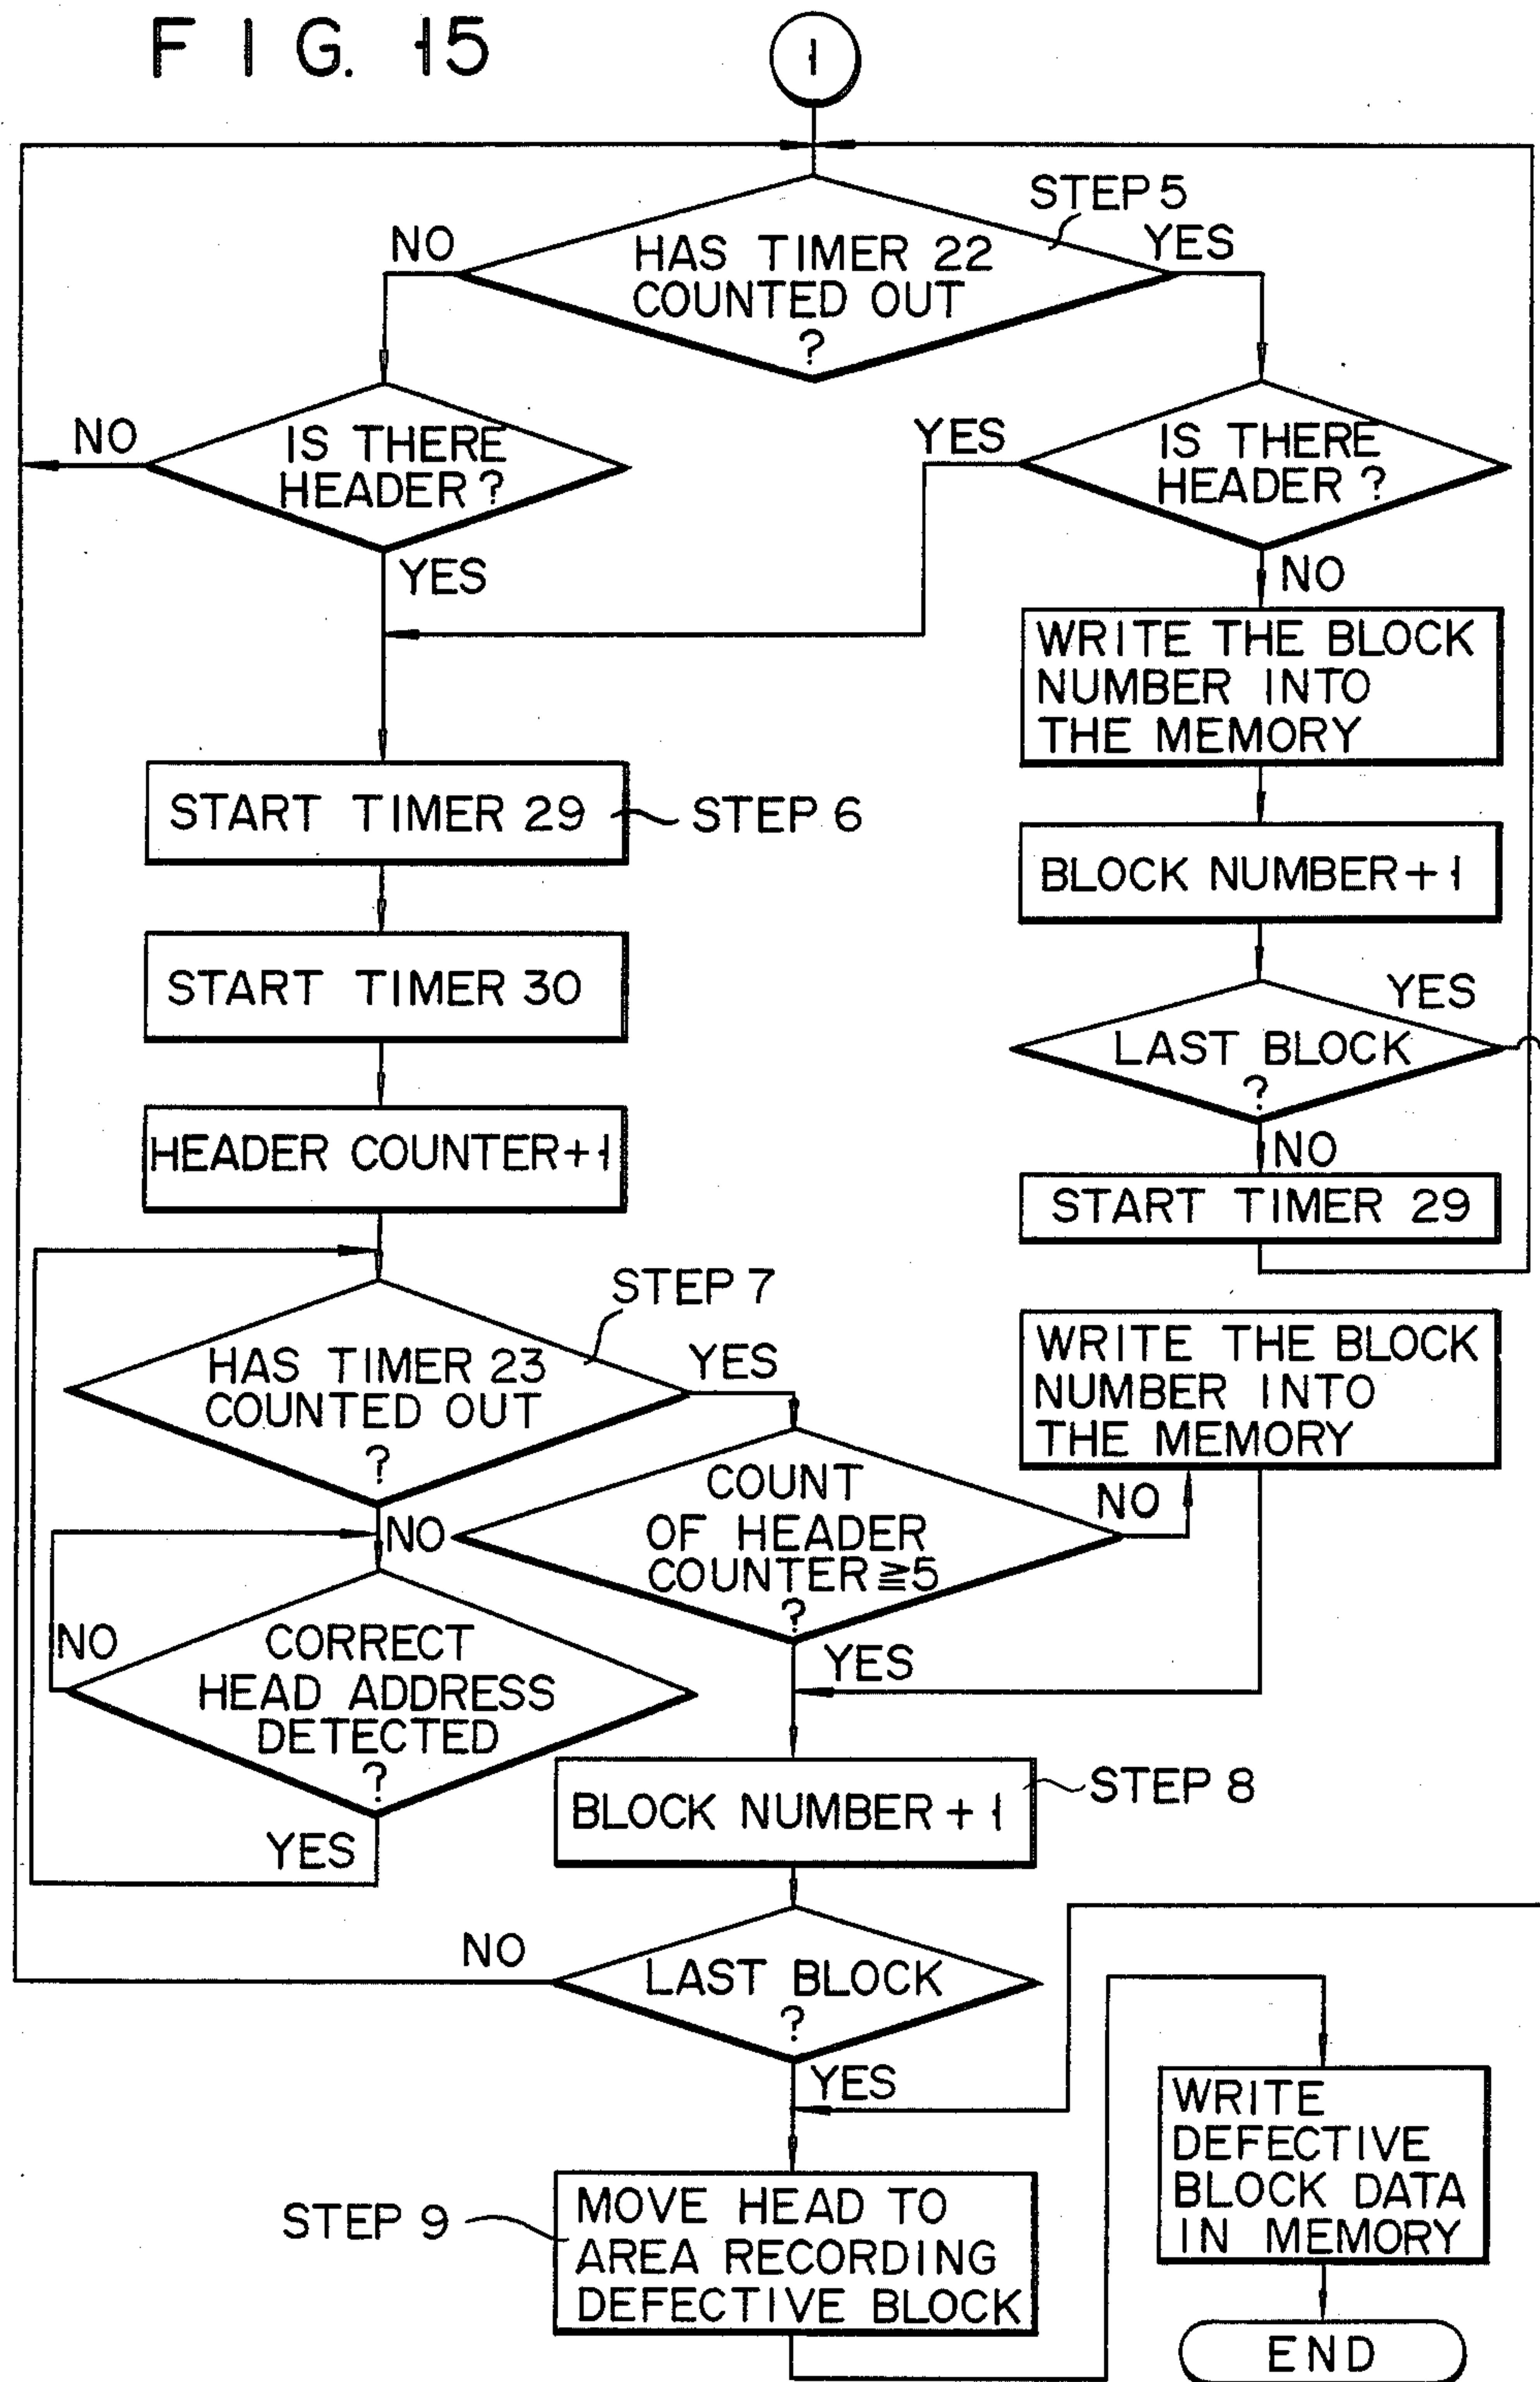 FIG. 15
1
STEP 5
NO
HAS TIMER 22
COUNTED OUT
?
YES
NO
IS THERE
HEADER?
YES
YES
IS THERE
HEADER?
NO
WRITE THE BLOCK
NUMBER INTO
THE MEMORY
START TIMER 29
STEP 6
BLOCK NUMBER+1
START TIMER 30
YES
LAST BLOCK
?
NO
HEADER COUNTER+1
START TIMER 29
STEP 7
HAS TIMER 23
COUNTED OUT
?
YES
NO
WRITE THE BLOCK
NUMBER INTO
THE MEMORY
COUNT
OF HEADER
COUNTER≧5
?
NO
YES
NO
CORRECT
HEAD ADDRESS
DETECTED
?
YES
BLOCK NUMBER+1
STEP 8
NO
LAST BLOCK
?
YES
STEP 9
MOVE HEAD TO
AREA RECORDING
DEFECTIVE BLOCK
WRITE
DEFECTIVE
BLOCK DATA
IN MEMORY
END